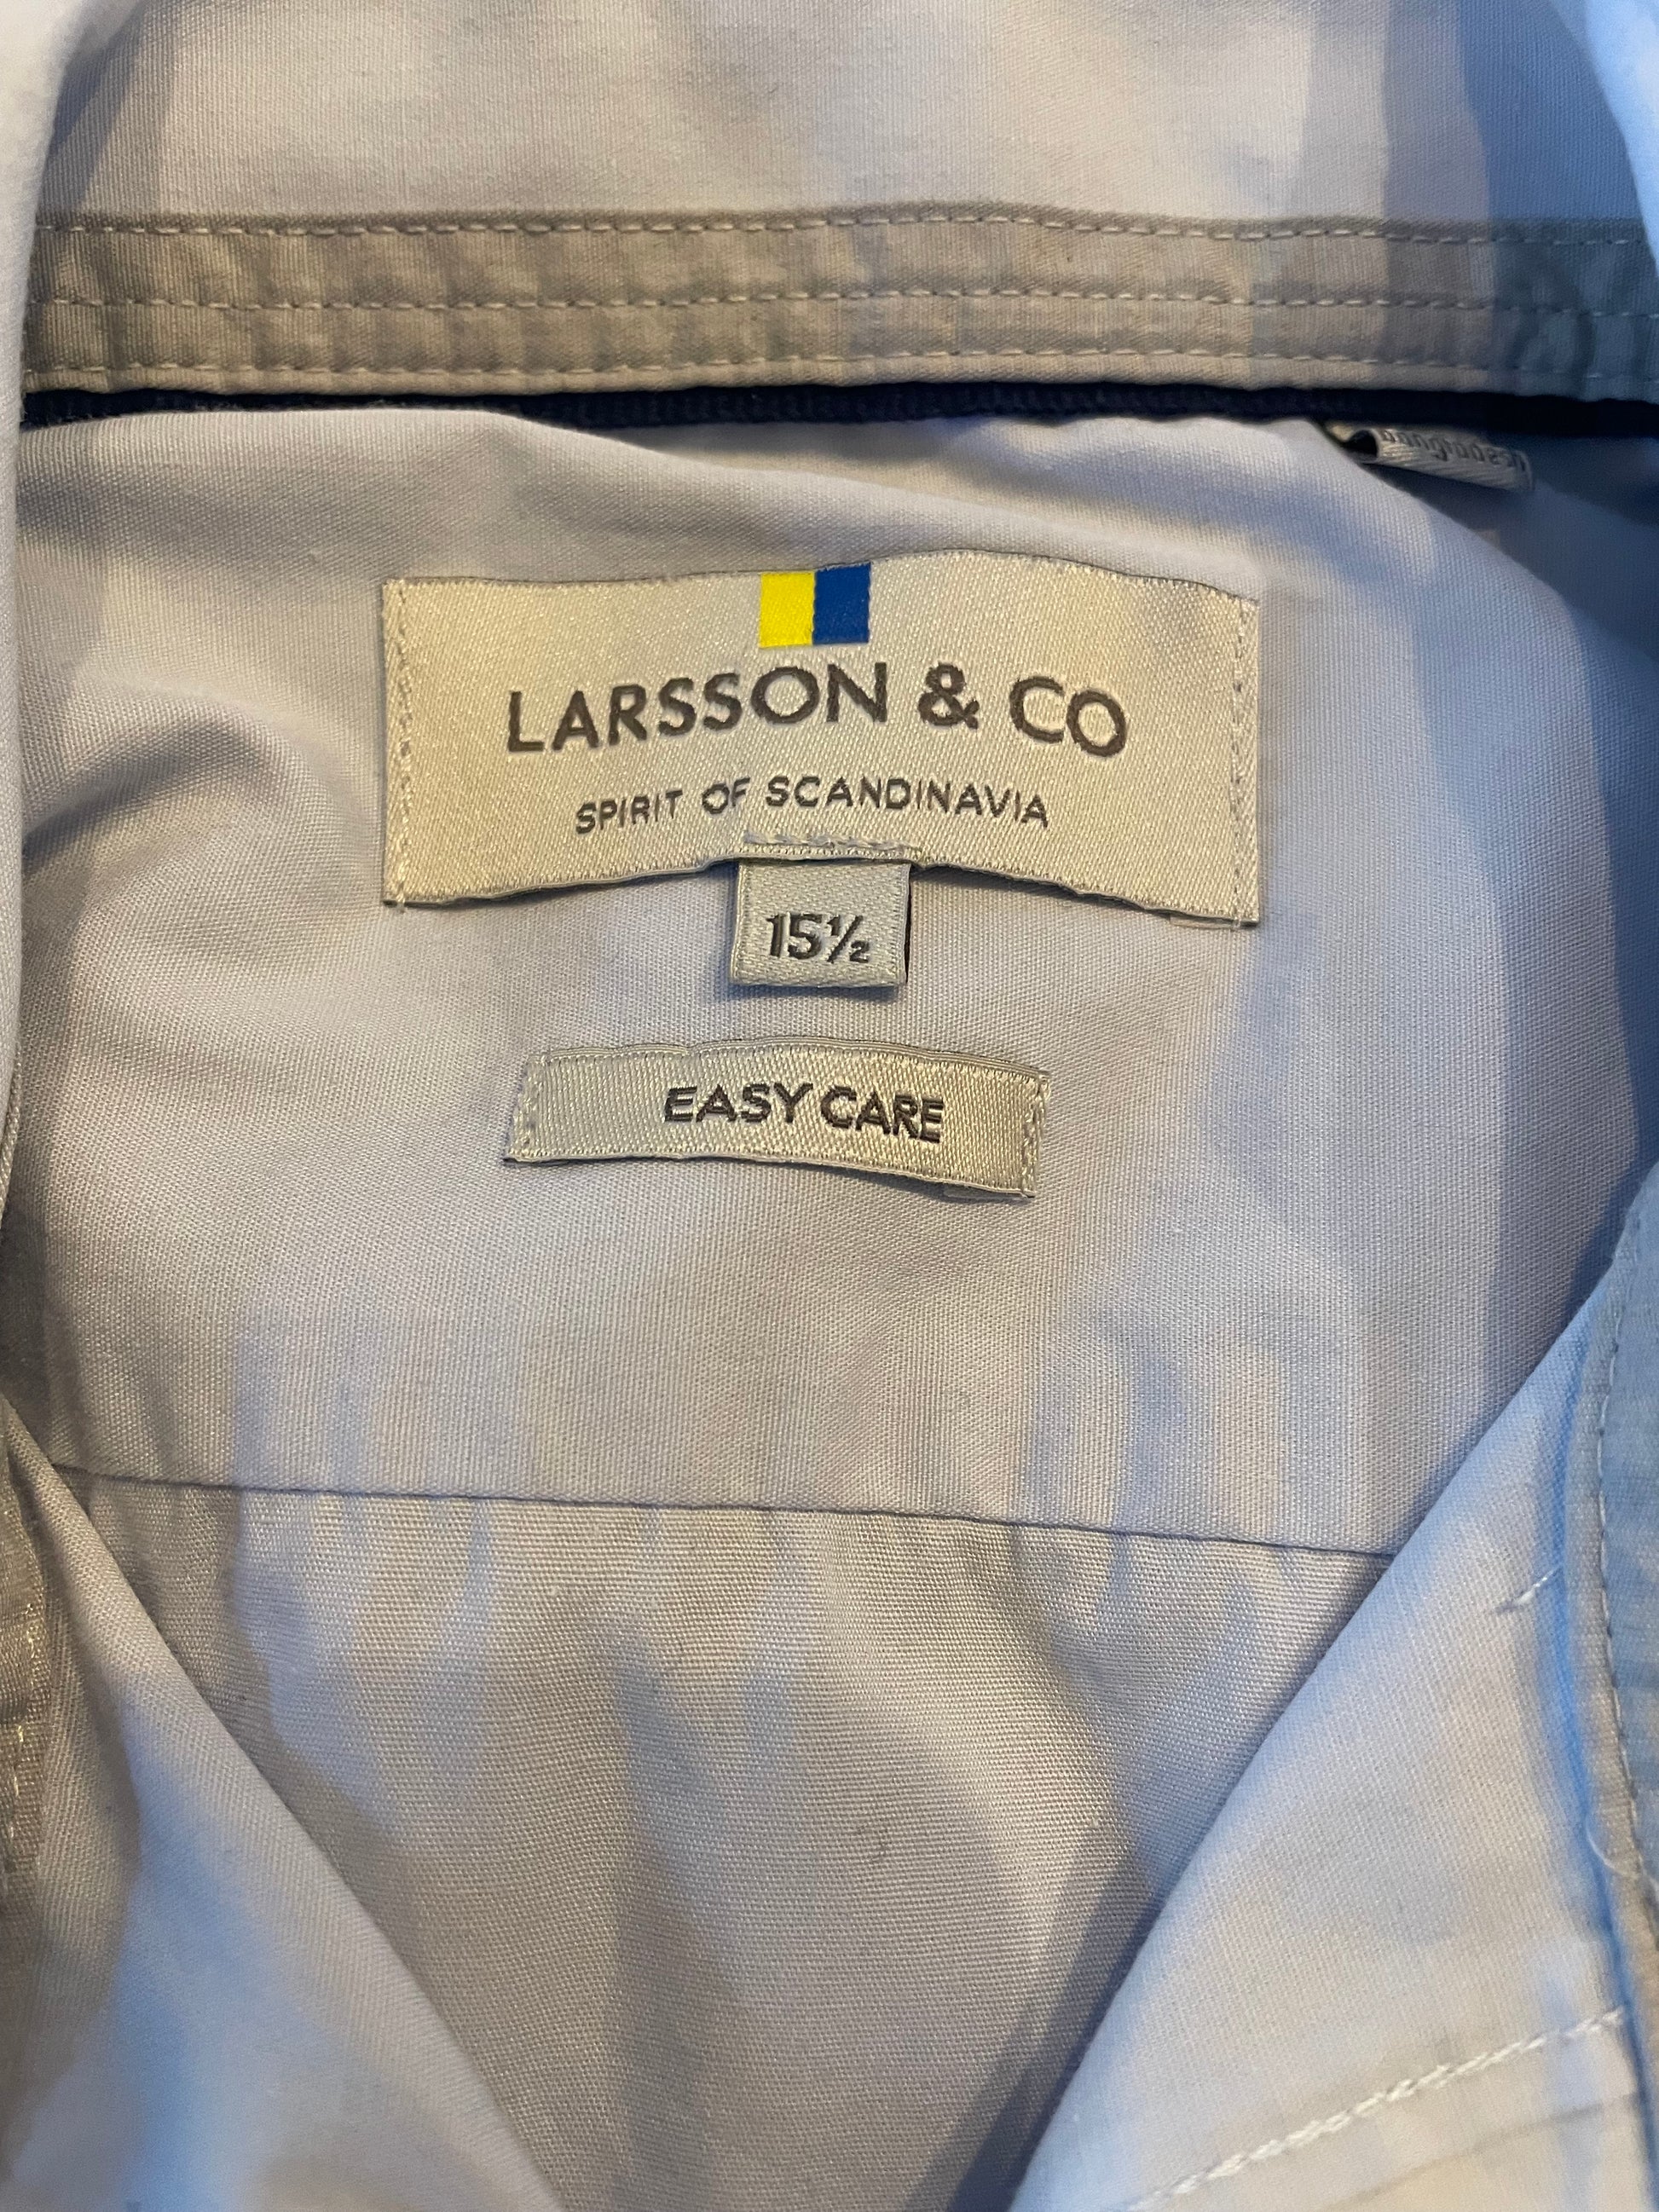 LARSSON & CO
SPIRIT OF SCANDINAVIA
15½
EASY CARE